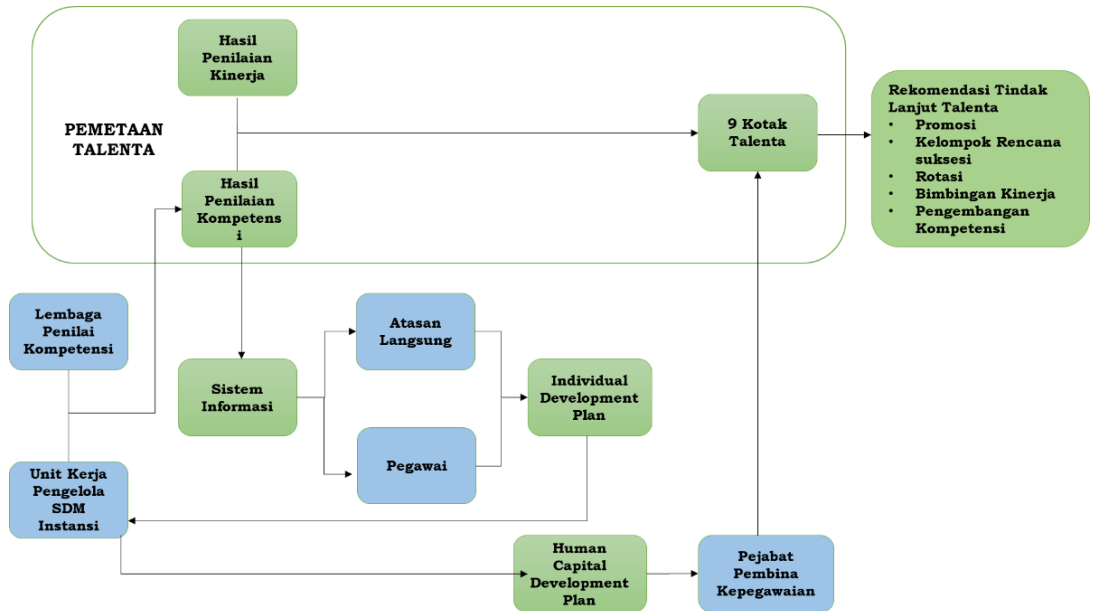 Hasil
Penilaian
Kinerja
PEMETAAN
TALENTA
9 Kotak
Talenta
Rekomendasi Tindak
Lanjut Talenta
• Promosi
• Kelompok Rencana
suksesi
• Rotasi
• Bimbingan Kinerja
• Pengembangan
Kompetensi
Hasil
Penilaian
Kompetens
i
Lembaga
Penilai
Kompetensi
Atasan
Langsung
Sistem
Informasi
Individual
Development
Plan
Pegawai
Unit Kerja
Pengelola
SDM
Instansi
Human
Capital
Development
Plan
Pejabat
Pembina
Kepegawaian